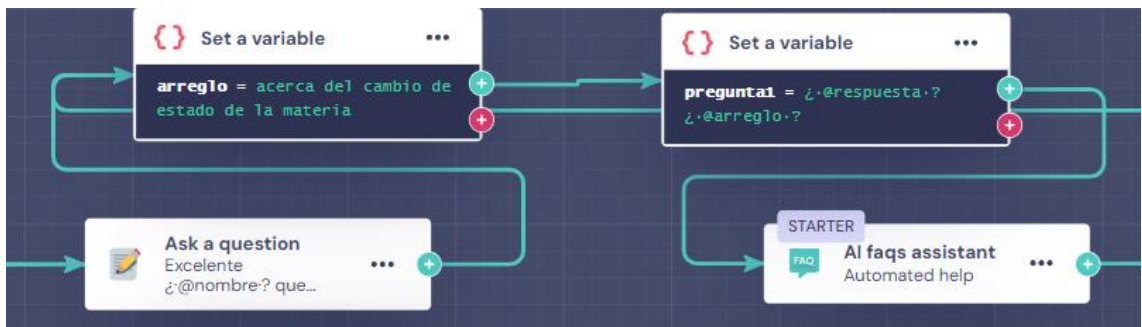 {} Set a variable
arreglo = acerca del cambio de
estado de la materia
{} Set a variable
pregunta1 = ¿·@respuesta·?
¿·@arreglo·?
Ask a question
Excelente
¿·@nombre·? que...
STARTER
FAQ
AI faqs assistant
Automated help